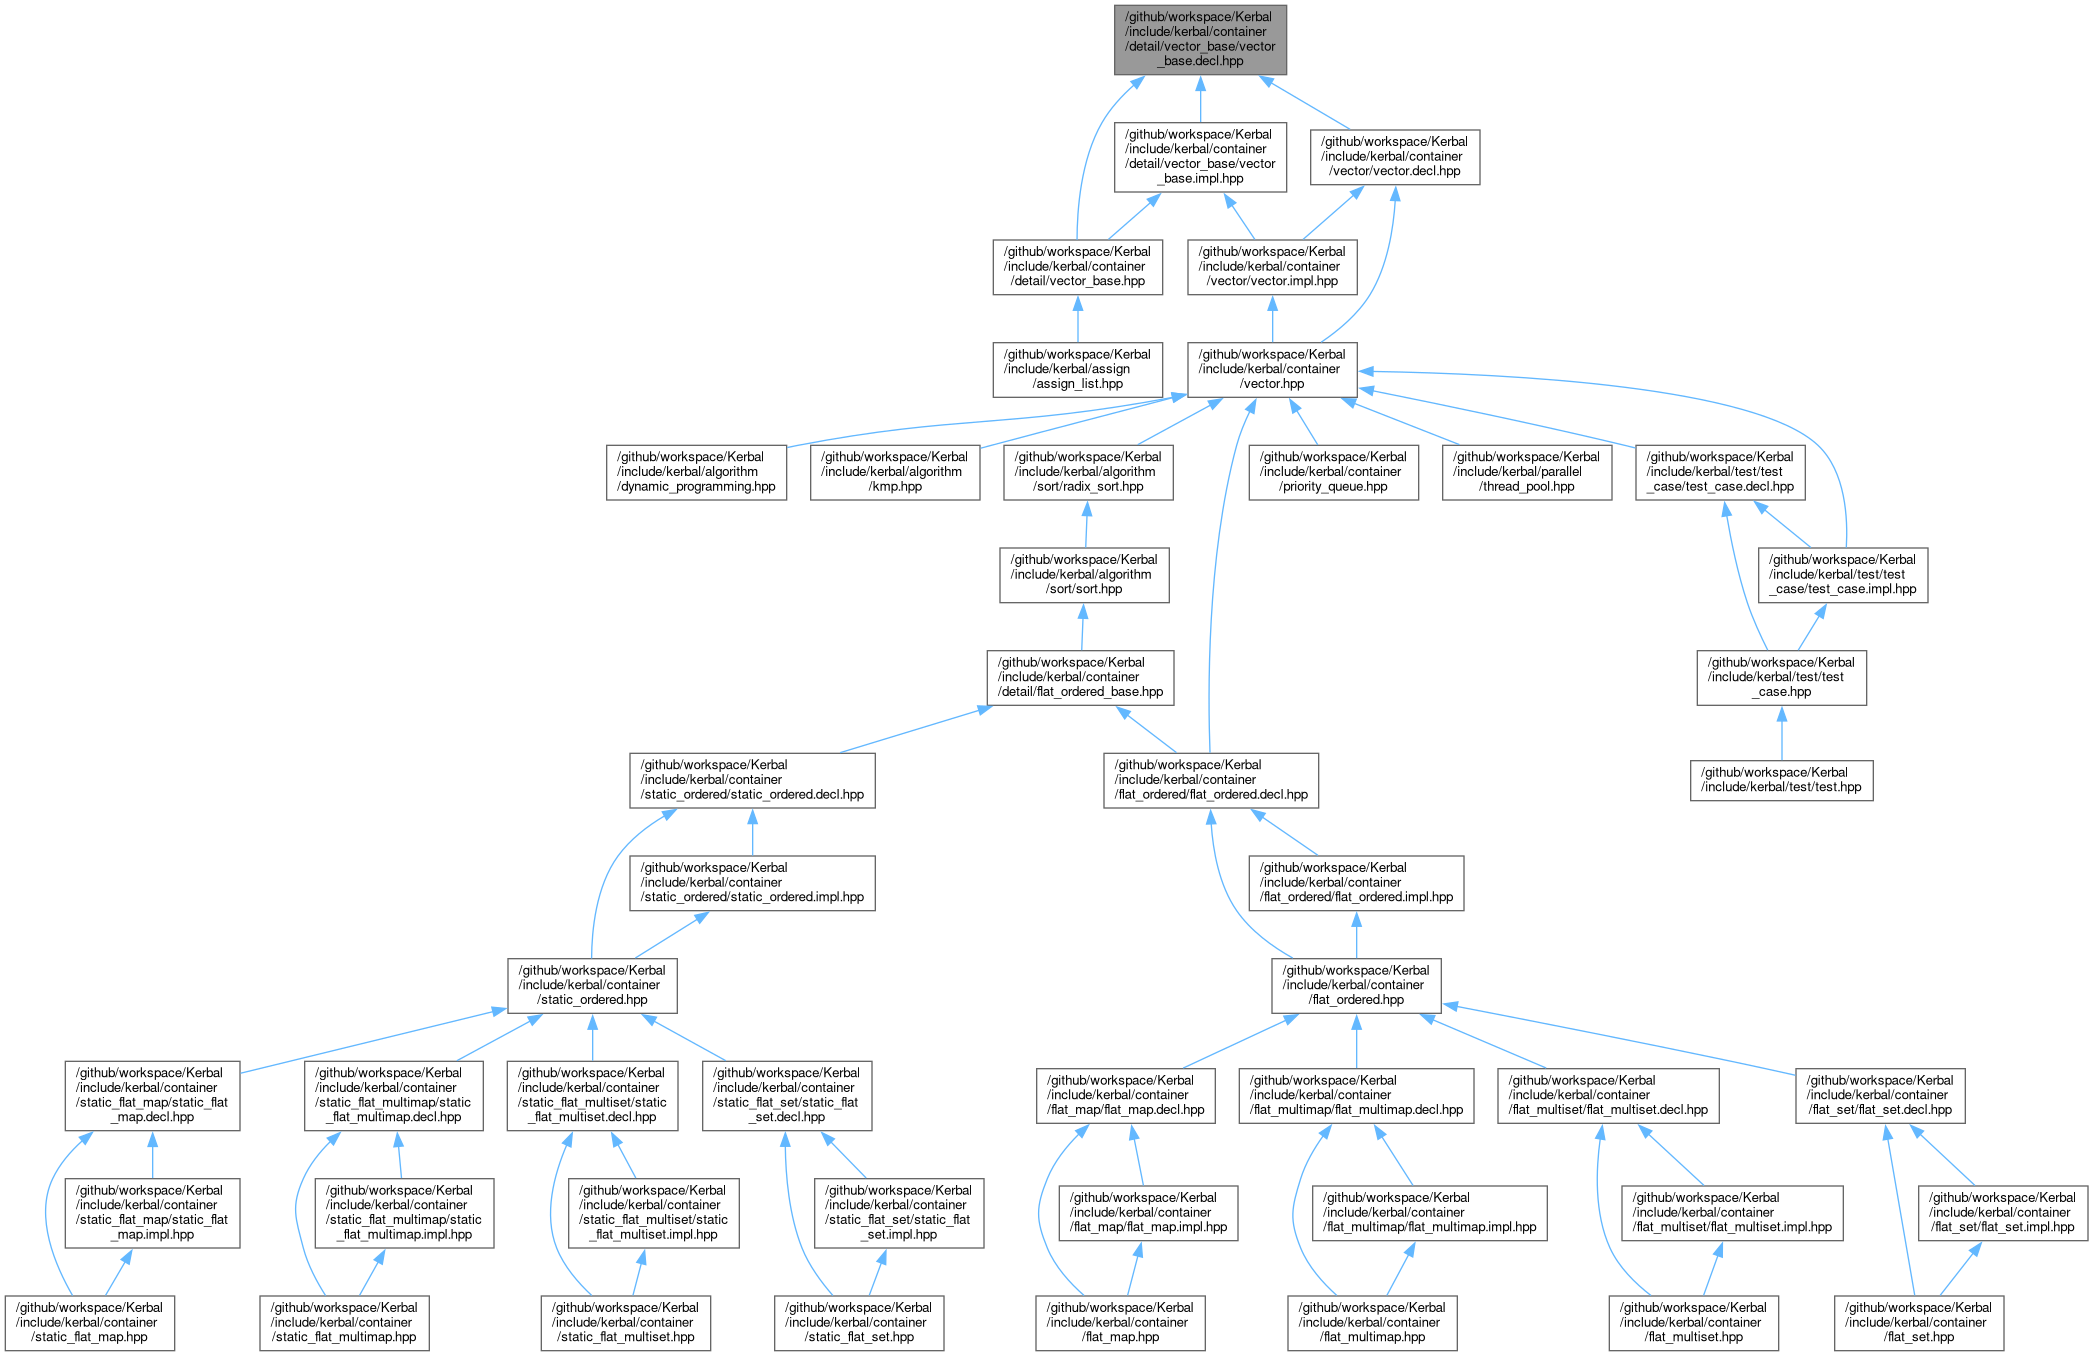 /github/workspace/Kerbal
/include/kerbal/container
/detail/vector_base/vector
_base.decl.hpp
/github/workspace/Kerbal
/include/kerbal/container
/detail/vector_base/vector
_base.impl.hpp
/github/workspace/Kerbal
/include/kerbal/container
/vector/vector.decl.hpp
/github/workspace/Kerbal
/include/kerbal/container
/detail/vector_base.hpp
/github/workspace/Kerbal
/include/kerbal/container
/vector/vector.impl.hpp
/github/workspace/Kerbal
/include/kerbal/assign
/assign_list.hpp
/github/workspace/Kerbal
/include/kerbal/container
/vector.hpp
/github/workspace/Kerbal
/include/kerbal/algorithm
/dynamic_programming.hpp
/github/workspace/Kerbal
/include/kerbal/algorithm
/kmp.hpp
/github/workspace/Kerbal
/include/kerbal/algorithm
/sort/radix_sort.hpp
/github/workspace/Kerbal
/include/kerbal/container
/priority_queue.hpp
/github/workspace/Kerbal
/include/kerbal/parallel
/thread_pool.hpp
/github/workspace/Kerbal
/include/kerbal/test/test
_case/test_case.decl.hpp
/github/workspace/Kerbal
/include/kerbal/algorithm
/sort/sort.hpp
/github/workspace/Kerbal
/include/kerbal/test/test
_case/test_case.impl.hpp
/github/workspace/Kerbal
/include/kerbal/container
/detail/flat_ordered_base.hpp
/github/workspace/Kerbal
/include/kerbal/test/test
_case.hpp
/github/workspace/Kerbal
/include/kerbal/container
/static_ordered/static_ordered.decl.hpp
/github/workspace/Kerbal
/include/kerbal/container
/flat_ordered/flat_ordered.decl.hpp
/github/workspace/Kerbal
/include/kerbal/test/test.hpp
/github/workspace/Kerbal
/include/kerbal/container
/static_ordered/static_ordered.impl.hpp
/github/workspace/Kerbal
/include/kerbal/container
/flat_ordered/flat_ordered.impl.hpp
/github/workspace/Kerbal
/include/kerbal/container
/static_ordered.hpp
/github/workspace/Kerbal
/include/kerbal/container
/flat_ordered.hpp
/github/workspace/Kerbal
/include/kerbal/container
/static_flat_map/static_flat
_map.decl.hpp
/github/workspace/Kerbal
/include/kerbal/container
/static_flat_multimap/static
_flat_multimap.decl.hpp
/github/workspace/Kerbal
/include/kerbal/container
/static_flat_multiset/static
_flat_multiset.decl.hpp
/github/workspace/Kerbal
/include/kerbal/container
/static_flat_set/static_flat
_set.decl.hpp
/github/workspace/Kerbal
/include/kerbal/container
/flat_map/flat_map.decl.hpp
/github/workspace/Kerbal
/include/kerbal/container
/flat_multimap/flat_multimap.decl.hpp
/github/workspace/Kerbal
/include/kerbal/container
/flat_multiset/flat_multiset.decl.hpp
/github/workspace/Kerbal
/include/kerbal/container
/flat_set/flat_set.decl.hpp
/github/workspace/Kerbal
/include/kerbal/container
/static_flat_map/static_flat
_map.impl.hpp
/github/workspace/Kerbal
/include/kerbal/container
/static_flat_multimap/static
_flat_multimap.impl.hpp
/github/workspace/Kerbal
/include/kerbal/container
/static_flat_multiset/static
_flat_multiset.impl.hpp
/github/workspace/Kerbal
/include/kerbal/container
/static_flat_set/static_flat
_set.impl.hpp
/github/workspace/Kerbal
/include/kerbal/container
/flat_map/flat_map.impl.hpp
/github/workspace/Kerbal
/include/kerbal/container
/flat_multimap/flat_multimap.impl.hpp
/github/workspace/Kerbal
/include/kerbal/container
/flat_multiset/flat_multiset.impl.hpp
/github/workspace/Kerbal
/include/kerbal/container
/flat_set/flat_set.impl.hpp
/github/workspace/Kerbal
/include/kerbal/container
/static_flat_map.hpp
/github/workspace/Kerbal
/include/kerbal/container
/static_flat_multimap.hpp
/github/workspace/Kerbal
/include/kerbal/container
/static_flat_multiset.hpp
/github/workspace/Kerbal
/include/kerbal/container
/static_flat_set.hpp
/github/workspace/Kerbal
/include/kerbal/container
/flat_map.hpp
/github/workspace/Kerbal
/include/kerbal/container
/flat_multimap.hpp
/github/workspace/Kerbal
/include/kerbal/container
/flat_multiset.hpp
/github/workspace/Kerbal
/include/kerbal/container
/flat_set.hpp